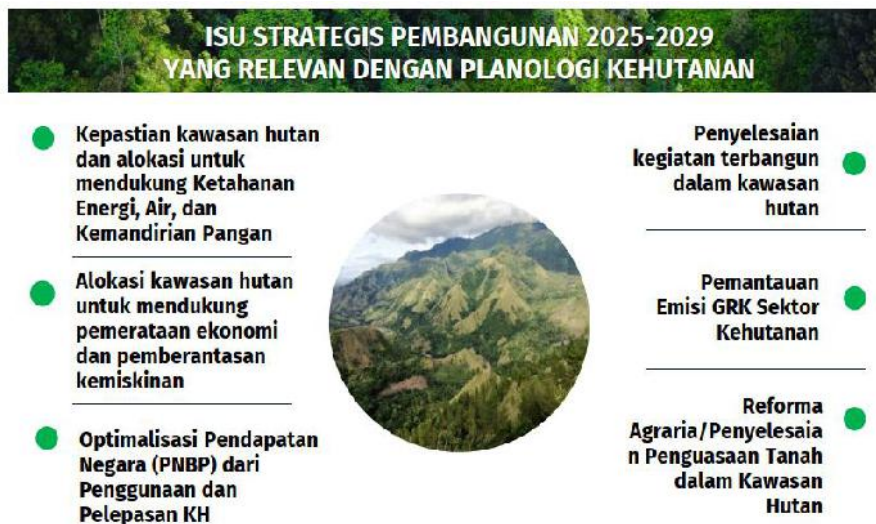 ISU STRATEGIS PEMBANGUNAN 2025-2029
YANG RELEVAN DENGAN PLANOLOGI KEHUTANAN
Kepastian kawasan hutan
dan alokasi untuk
mendukung Ketahanan
Energi, Air, dan
Kemandirian Pangan
Alokasi kawasan hutan
untuk mendukung
pemerataan ekonomi
dan pemberantasan
kemiskinan
Optimalisasi Pendapatan
Negara (PNBP) dari
Penggunaan dan
Pelepasan KH
Penyelesaian
kegiatan terbangun
dalam kawasan
hutan
Pemantauan
Emisi GRK Sektor
Kehutanan
Reforma
Agraria/Penyelesaia
n Penguasaan Tanah
dalam Kawasan
Hutan